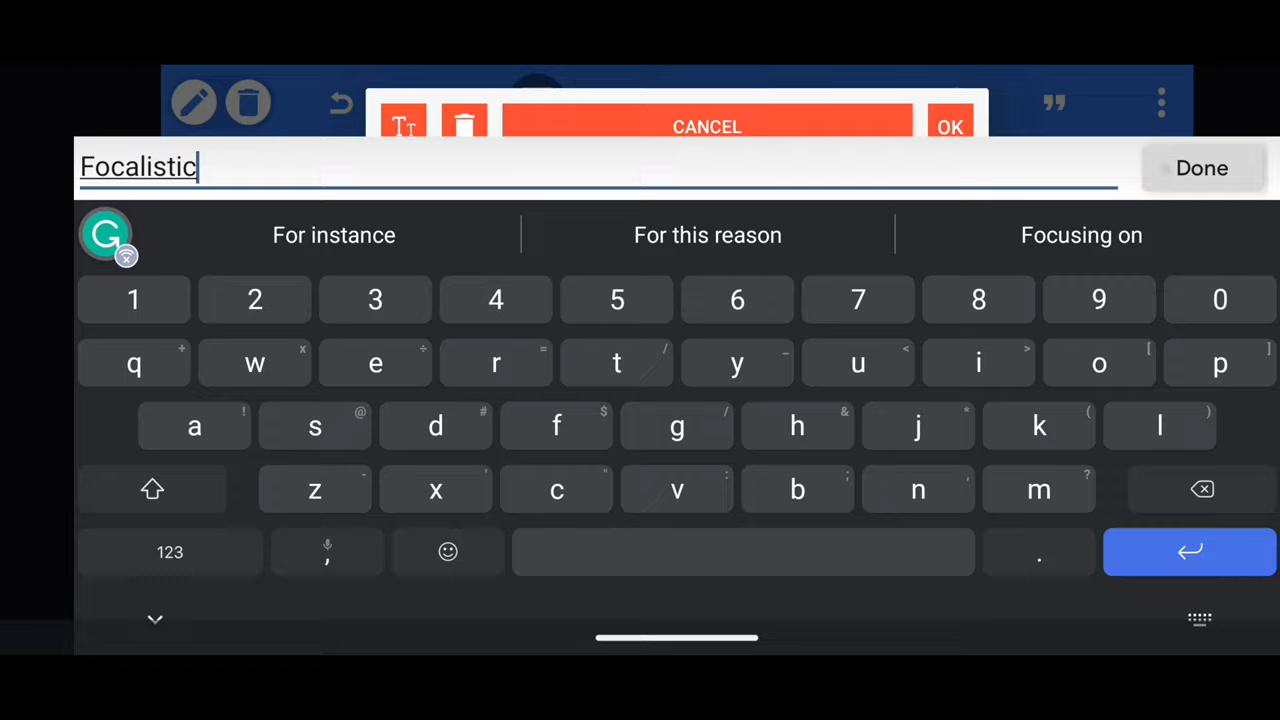 Tт
CANCEL
OK
Focalistic
Done
For instance
For this reason
Focusing on
1 2 3 4 5 6 7 8 9 0
q + w x e ÷ r = t / y _ u < i > o [ p ]
a ! s @ d # f $ g / h & j * k ( l )
z - x ' c " v : b ; n , m ?
123 , .